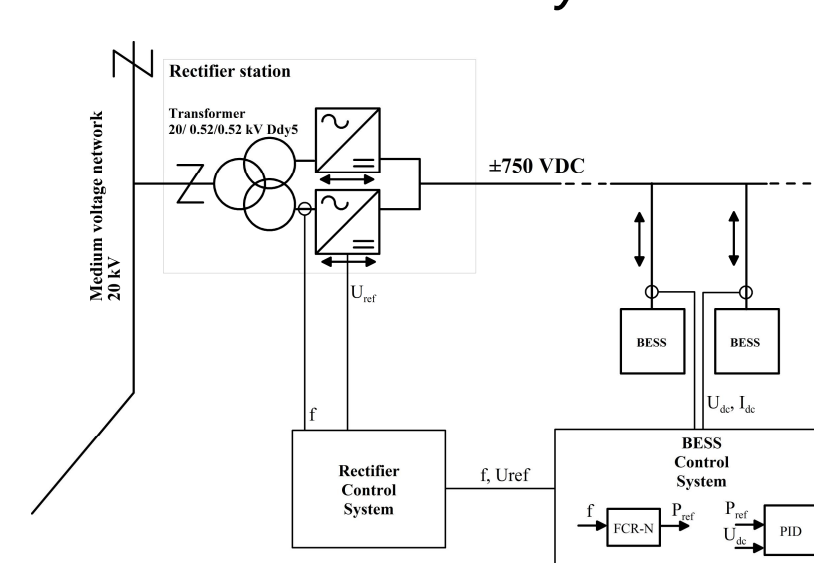 Rectifier station
Transformer
20/ 0.52/0.52 kV Ddy5
Medium voltage network
20 kV
±750 VDC
Uref
BESS
BESS
f
Udc, Idc
Rectifier
Control
System
f, Uref
BESS
Control
System
f
FCR-N
Pref
Pref
Udc
PID